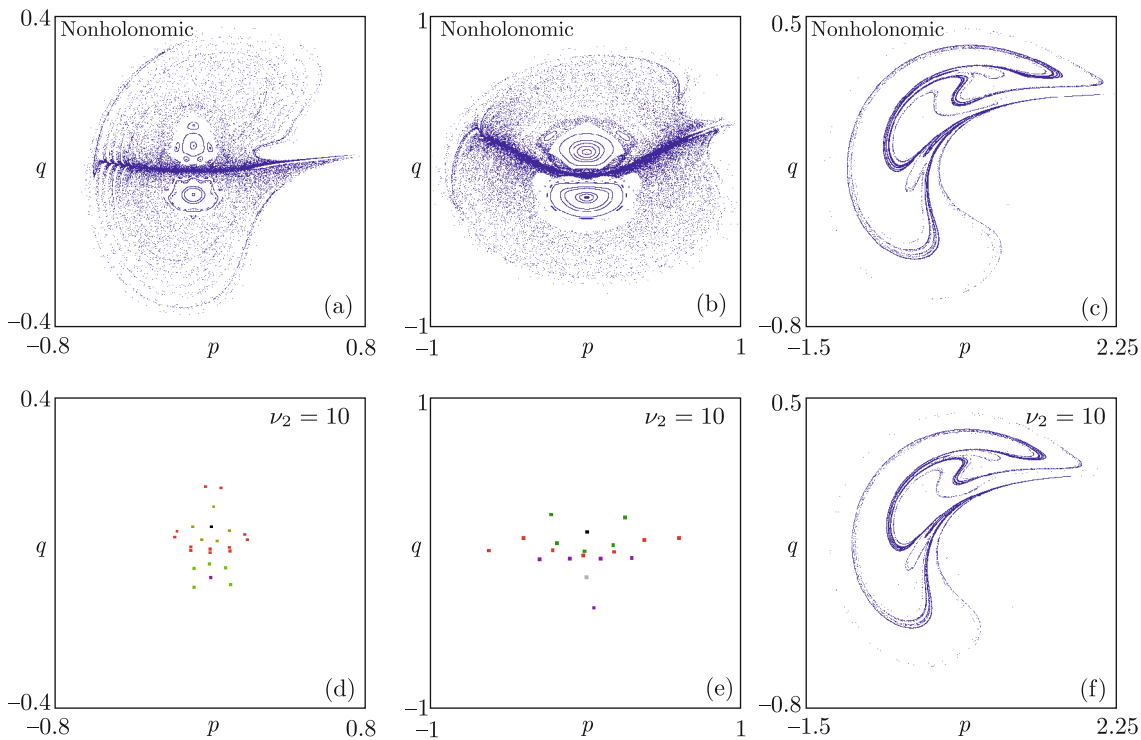 0.4
Nonholonomic
q
(a)
−0.4
−0.8
p
0.8
1
Nonholonomic
q
(b)
−1
−1
p
1
0.5
Nonholonomic
q
(c)
−0.8
−1.5
p
2.25
0.4
ν₂ = 10
q
(d)
−0.4
−0.8
p
0.8
1
ν₂ = 10
q
(e)
−1
−1
p
1
0.5
ν₂ = 10
q
(f)
−0.8
−1.5
p
2.25